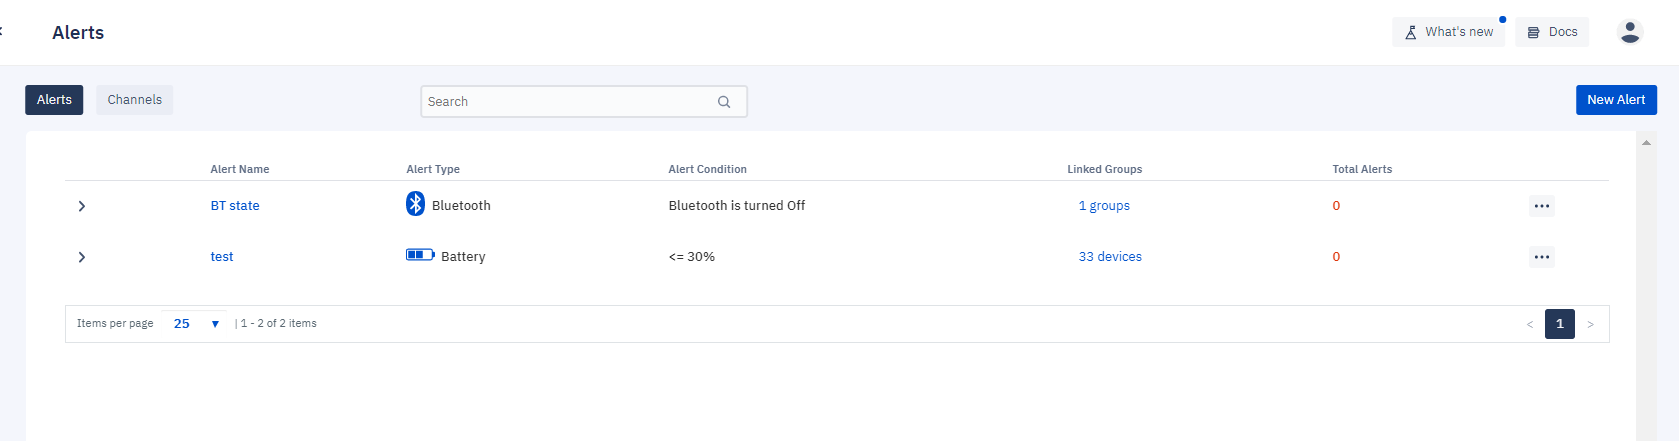 Alerts
What's new
Docs
Alerts
Channels
Search
New Alert
Alert Name Alert Type Alert Condition Linked Groups Total Alerts
BT state Bluetooth Bluetooth is turned Off 1 groups 0
test Battery <= 30% 33 devices 0
Items per page 25 | 1 - 2 of 2 items < 1 >